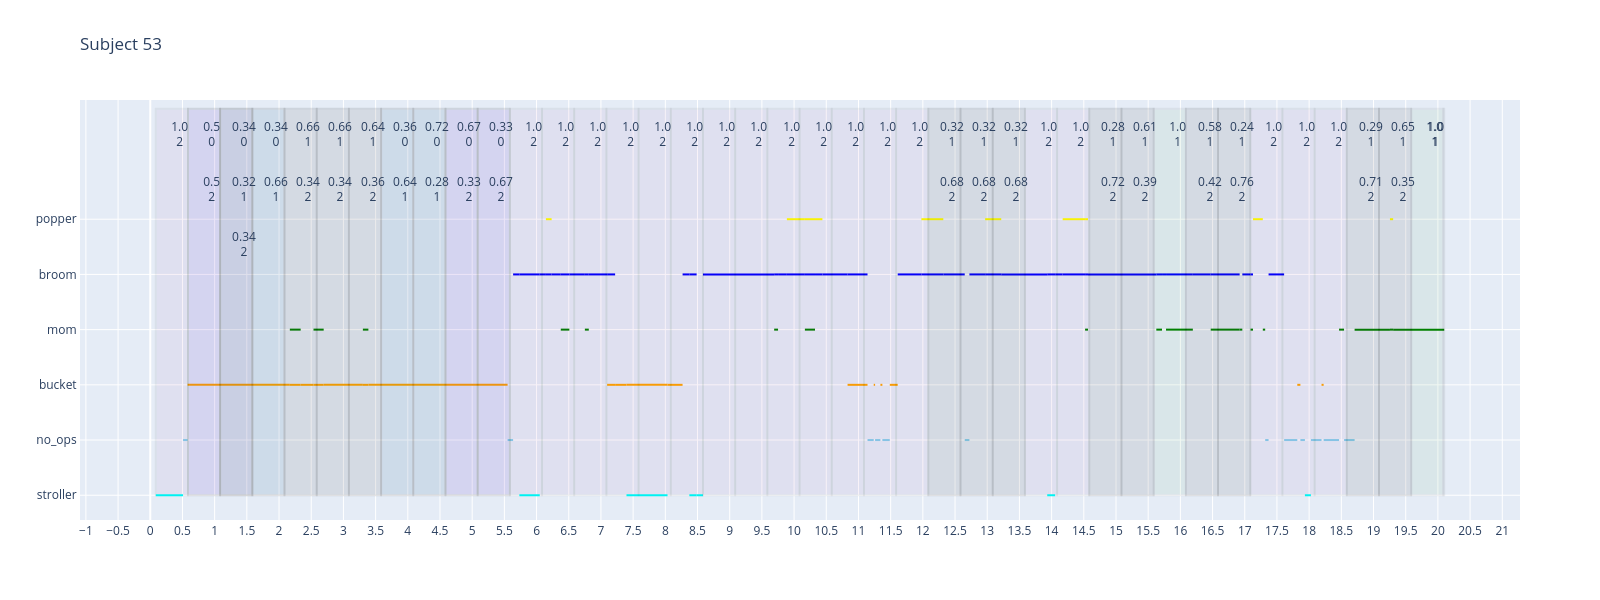 Subject 53
1.0 0.5 0.34 0.34 0.66 0.66 0.64 0.36 0.72 0.67 0.33 1.0 1.0 1.0 1.0 1.0 1.0 1.0 1.0 1.0 1.0 1.0 1.0 1.0 0.32 0.32 0.32 1.0 1.0 0.28 0.61 1.0 0.58 0.24 1.0 1.0 1.0 0.29 0.65 1.0
2 0 0 0 1 1 1 0 0 0 0 2 2 2 2 2 2 2 2 2 2 2 2 2 1 1 1 2 2 1 1 1 1 1 2 2 2 1 1 1
0.5 0.32 0.66 0.34 0.34 0.36 0.64 0.28 0.33 0.67 0.68 0.68 0.68 0.72 0.39 0.42 0.76 0.71 0.35
2 1 1 2 2 2 1 1 2 2 2 2 2 2 2 2 2 2 2
popper
0.34
2
broom
mom
bucket
no_ops
stroller
−1 −0.5 0 0.5 1 1.5 2 2.5 3 3.5 4 4.5 5 5.5 6 6.5 7 7.5 8 8.5 9 9.5 10 10.5 11 11.5 12 12.5 13 13.5 14 14.5 15 15.5 16 16.5 17 17.5 18 18.5 19 19.5 20 20.5 21